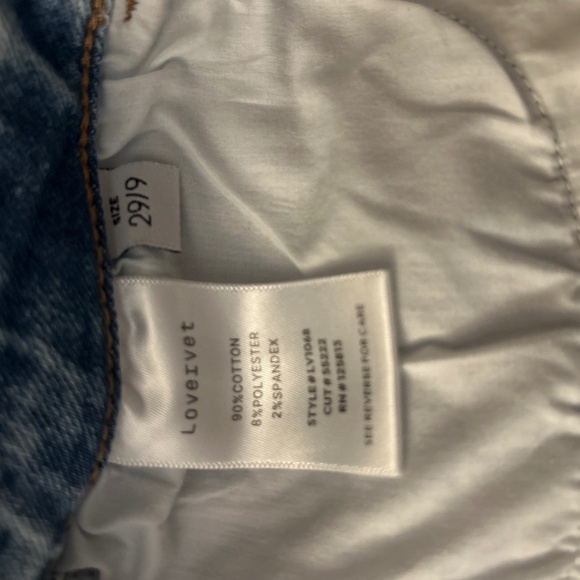 SIZE
29/9
Lovervet
90%COTTON
8%POLYESTER
2%SPANDEX
STYLE#LV1068
CUT#55222
RN#125813
SEE REVERSE FOR CARE